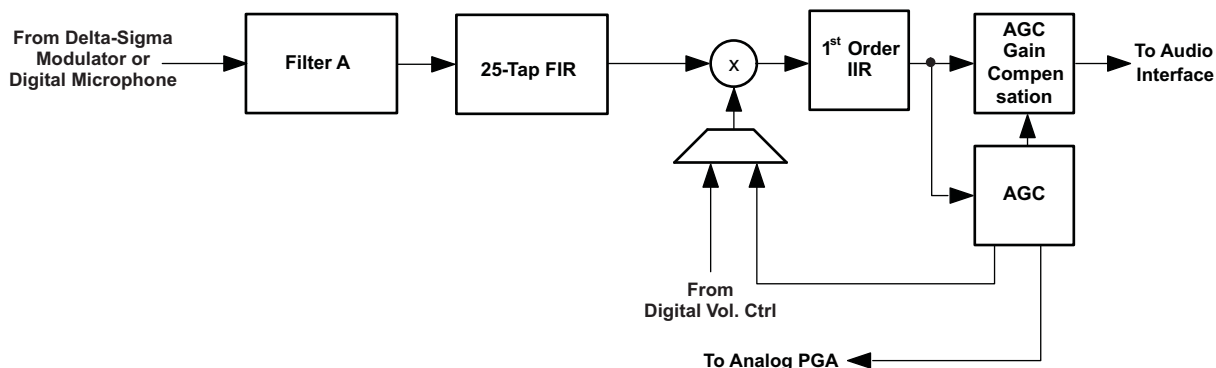 From Delta-Sigma
Modulator or
Digital Microphone
Filter A
25-Tap FIR
x
1st Order
IIR
AGC
Gain
Compen
sation
To Audio
Interface
AGC
From
Digital Vol. Ctrl
To Analog PGA